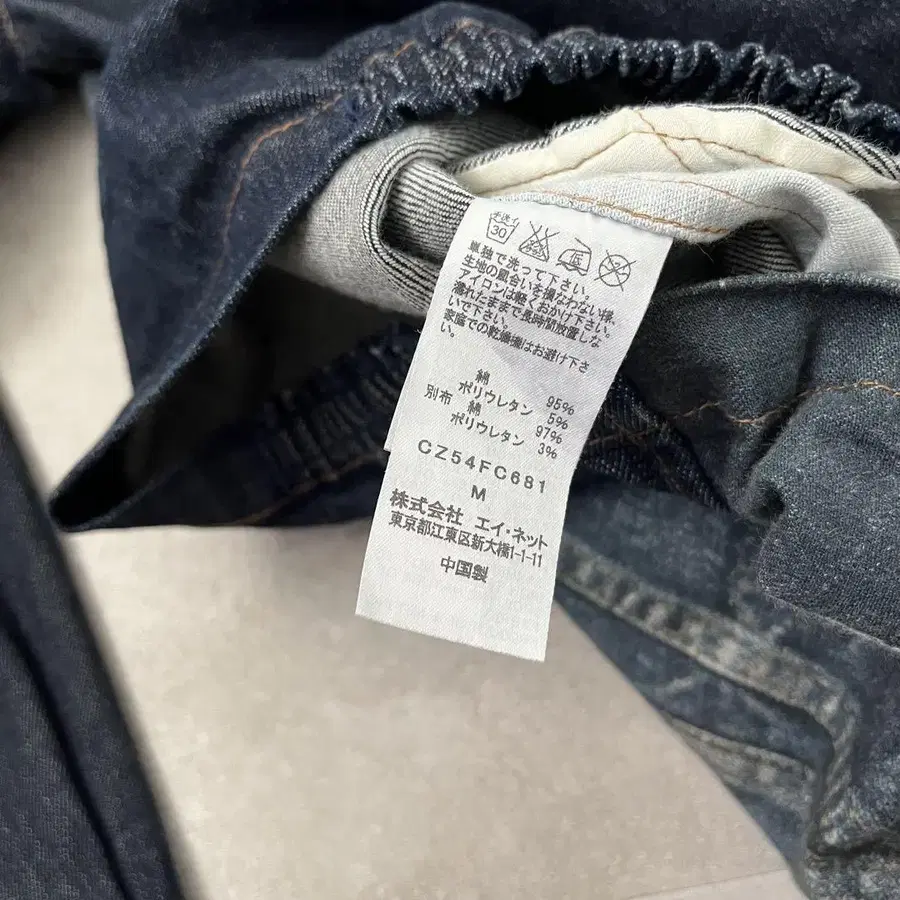 手洗イ
30
単独で洗って下さい。
生地の風合いを損なわない様、
アイロンは軽くおかけ下さい。
濡れたままで長時間放置しな
いで下さい。
家庭での乾燥機はお避け下さ
い。
綿 95%
ポリウレタン 5%
別布 綿 97%
ポリウレタン 3%
CZ54FC681
M
株式会社 エイ・ネット
東京都江東区新大橋1-1-11
中国製